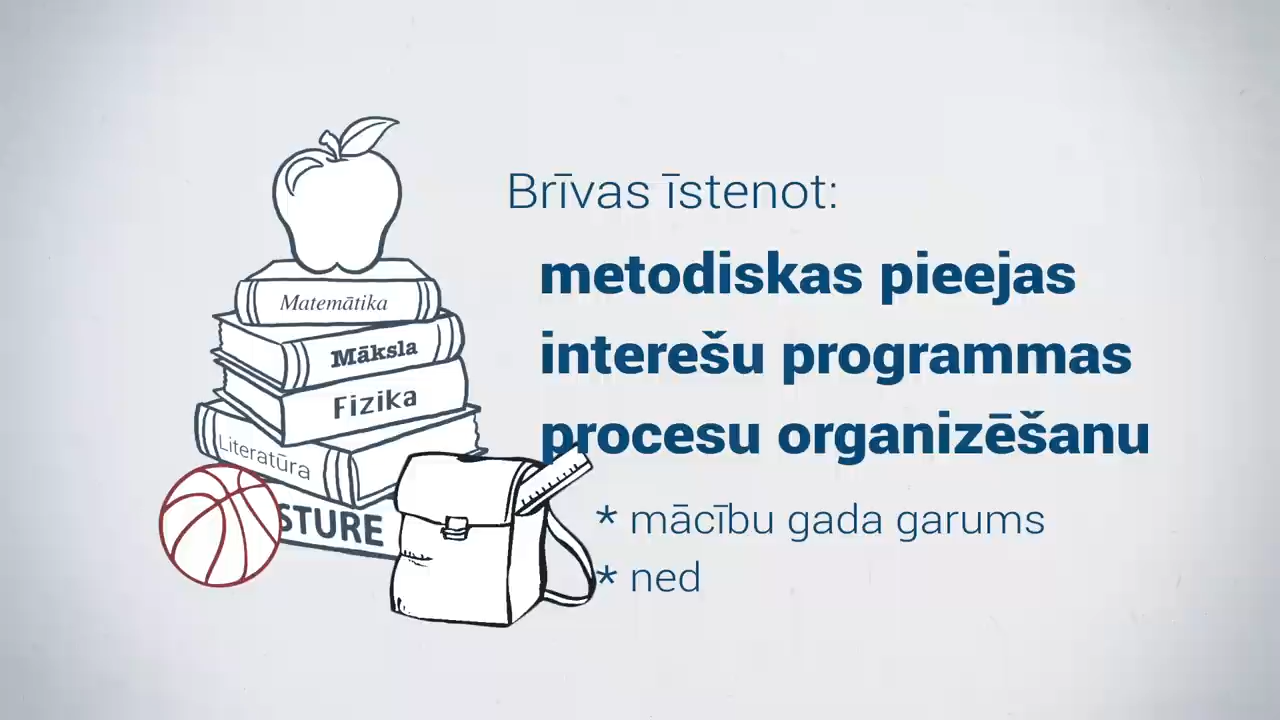 Brīvas īstenot:
metodiskas pieejas
interešu programmas
procesu organizēšanu
* mācību gada garums
* ned
Matemātika
Māksla
Fizika
Literatūra
STURE